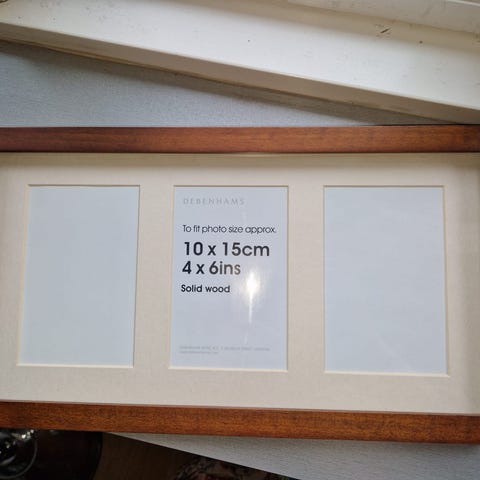 DEBENHAMS
To fit photo size approx.
10 x 15cm
4 x 6ins
Solid wood